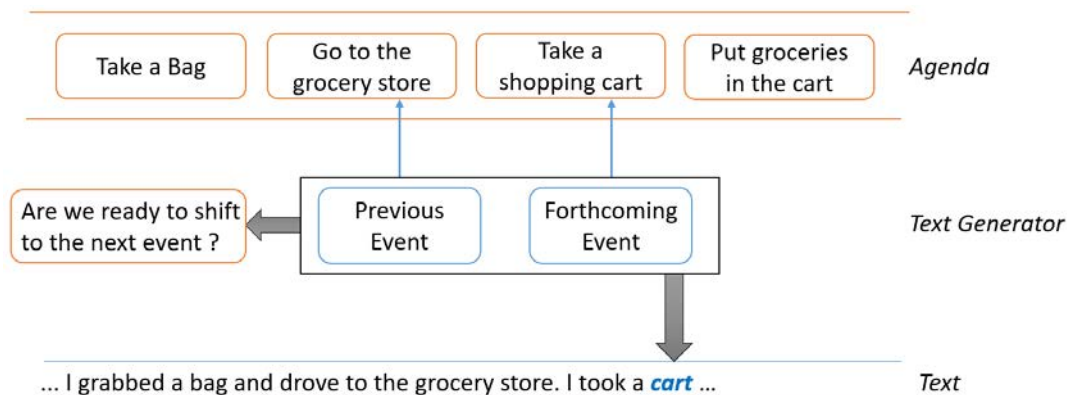 Take a Bag
Go to the
grocery store
Take a
shopping cart
Put groceries
in the cart
Agenda
Are we ready to shift
to the next event ?
Previous
Event
Forthcoming
Event
Text Generator
... I grabbed a bag and drove to the grocery store. I took a cart ...
Text